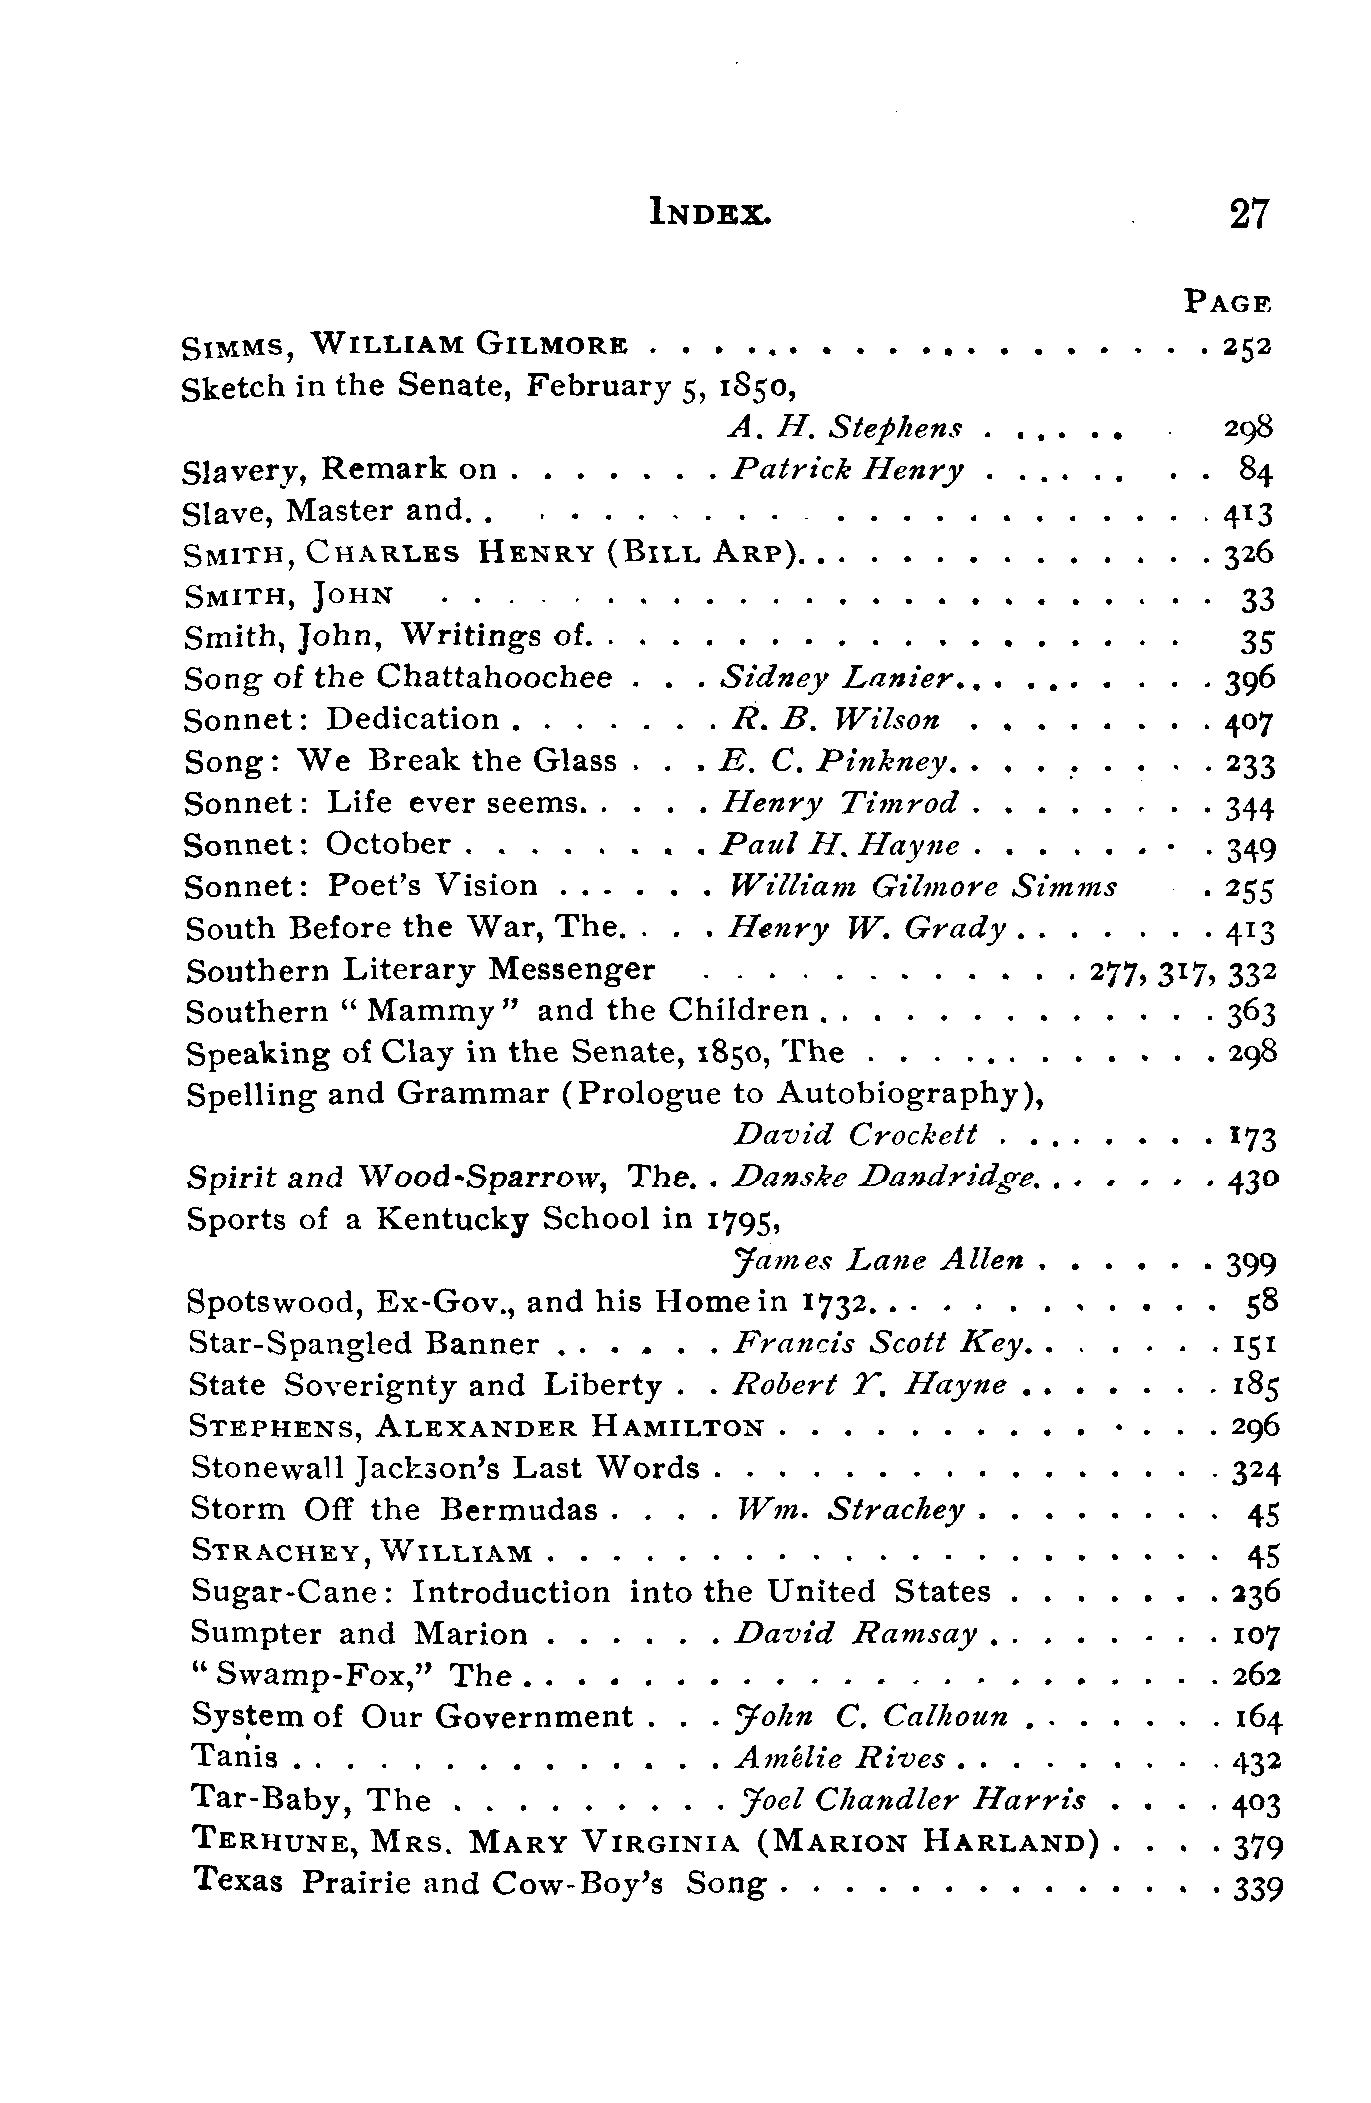 INDEX. 27
PAGE
SIMMS, WILLIAM GILMORE . . . . . . . . . . . . . . . . . . 252
Sketch in the Senate, February 5, 1850,
A. H. Stephens . . . . . . 298
Slavery, Remark on . . . . . . . Patrick Henry . . . . . . . . 84
Slave, Master and. . . . . . . . . . . . . . . . . . . . . . . 413
SMITH, CHARLES HENRY (BILL ARP). . . . . . . . . . . . . . 326
SMITH, JOHN . . . . . . . . . . . . . . . . . . . . . . . . 33
Smith, John, Writings of. . . . . . . . . . . . . . . . . . . 35
Song of the Chattahoochee . . . Sidney Lanier. . . . . . . . . . . 396
Sonnet: Dedication . . . . . . . R. B. Wilson . . . . . . . . 407
Song: We Break the Glass . . . E. C. Pinkney. . . . . . . . . 233
Sonnet: Life ever seems. . . . . Henry Timrod . . . . . . . . 344
Sonnet: October . . . . . . . . Paul H. Hayne . . . . . . . . 349
Sonnet: Poet's Vision . . . . . . William Gilmore Simms . 255
South Before the War, The. . . . Henry W. Grady . . . . . . . 413
Southern Literary Messenger . . . . . . . . . . . . 277, 317, 332
Southern "Mammy" and the Children . . . . . . . . . . . . . 363
Speaking of Clay in the Senate, 1850, The . . . . . . . . . . . . 298
Spelling and Grammar (Prologue to Autobiography),
David Crockett . . . . . . . . 173
Spirit and Wood-Sparrow, The. . Danske Dandridge. . . . . . . 430
Sports of a Kentucky School in 1795,
James Lane Allen . . . . . . 399
Spotswood, Ex-Gov., and his Home in 1732. . . . . . . . . . . . 58
Star-Spangled Banner . . . . . . Francis Scott Key. . . . . . . 151
State Soverignty and Liberty . . Robert Y. Hayne . . . . . . . 185
STEPHENS, ALEXANDER HAMILTON . . . . . . . . . . . . . . 296
Stonewall Jackson's Last Words . . . . . . . . . . . . . . . . 324
Storm Off the Bermudas . . . . Wm. Strachey . . . . . . . . 45
STRACHEY, WILLIAM . . . . . . . . . . . . . . . . . . . . . 45
Sugar-Cane: Introduction into the United States . . . . . . . 236
Sumpter and Marion . . . . . . David Ramsay . . . . . . . . 107
"Swamp-Fox," The . . . . . . . . . . . . . . . . . . . . . . 262
System of Our Government . . . John C. Calhoun . . . . . . . 164
Tanis . . . . . . . . . . . . . . Amélie Rives . . . . . . . . . 432
Tar-Baby, The . . . . . . . . . Joel Chandler Harris . . . . 403
TERHUNE, MRS. MARY VIRGINIA (MARION HARLAND) . . . . 379
Texas Prairie and Cow-Boy's Song . . . . . . . . . . . . . . 339